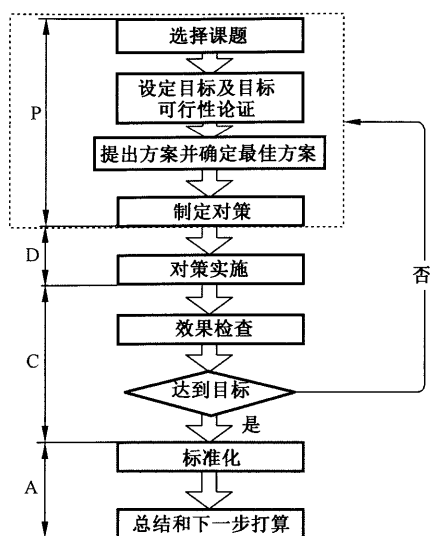 选择课题
设定目标及目标
可行性论证
P
提出方案并确定最佳方案
制定对策
D
对策实施
否
效果检查
C
达到目标
是
标准化
A
总结和下一步打算